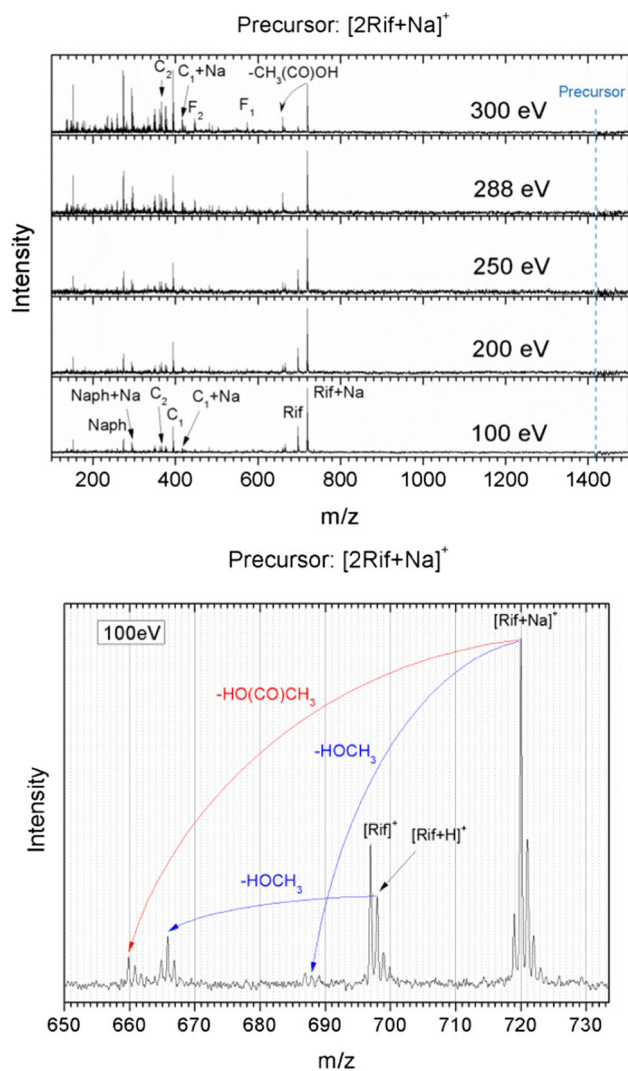 Precursor: [2Rif+Na]⁺
C₂ C₁+Na -CH₃(CO)OH Precursor
F₂ F₁ 300 eV
288 eV
250 eV
200 eV
Naph+Na C₂ C₁+Na Rif+Na
Naph C₁ Rif 100 eV
Intensity
100 200 400 600 800 1000 1200 1400
m/z
Precursor: [2Rif+Na]⁺
100eV [Rif+Na]⁺
-HO(CO)CH₃
-HOCH₃
[Rif]⁺ [Rif+H]⁺
-HOCH₃
Intensity
650 660 670 680 690 700 710 720 730
m/z